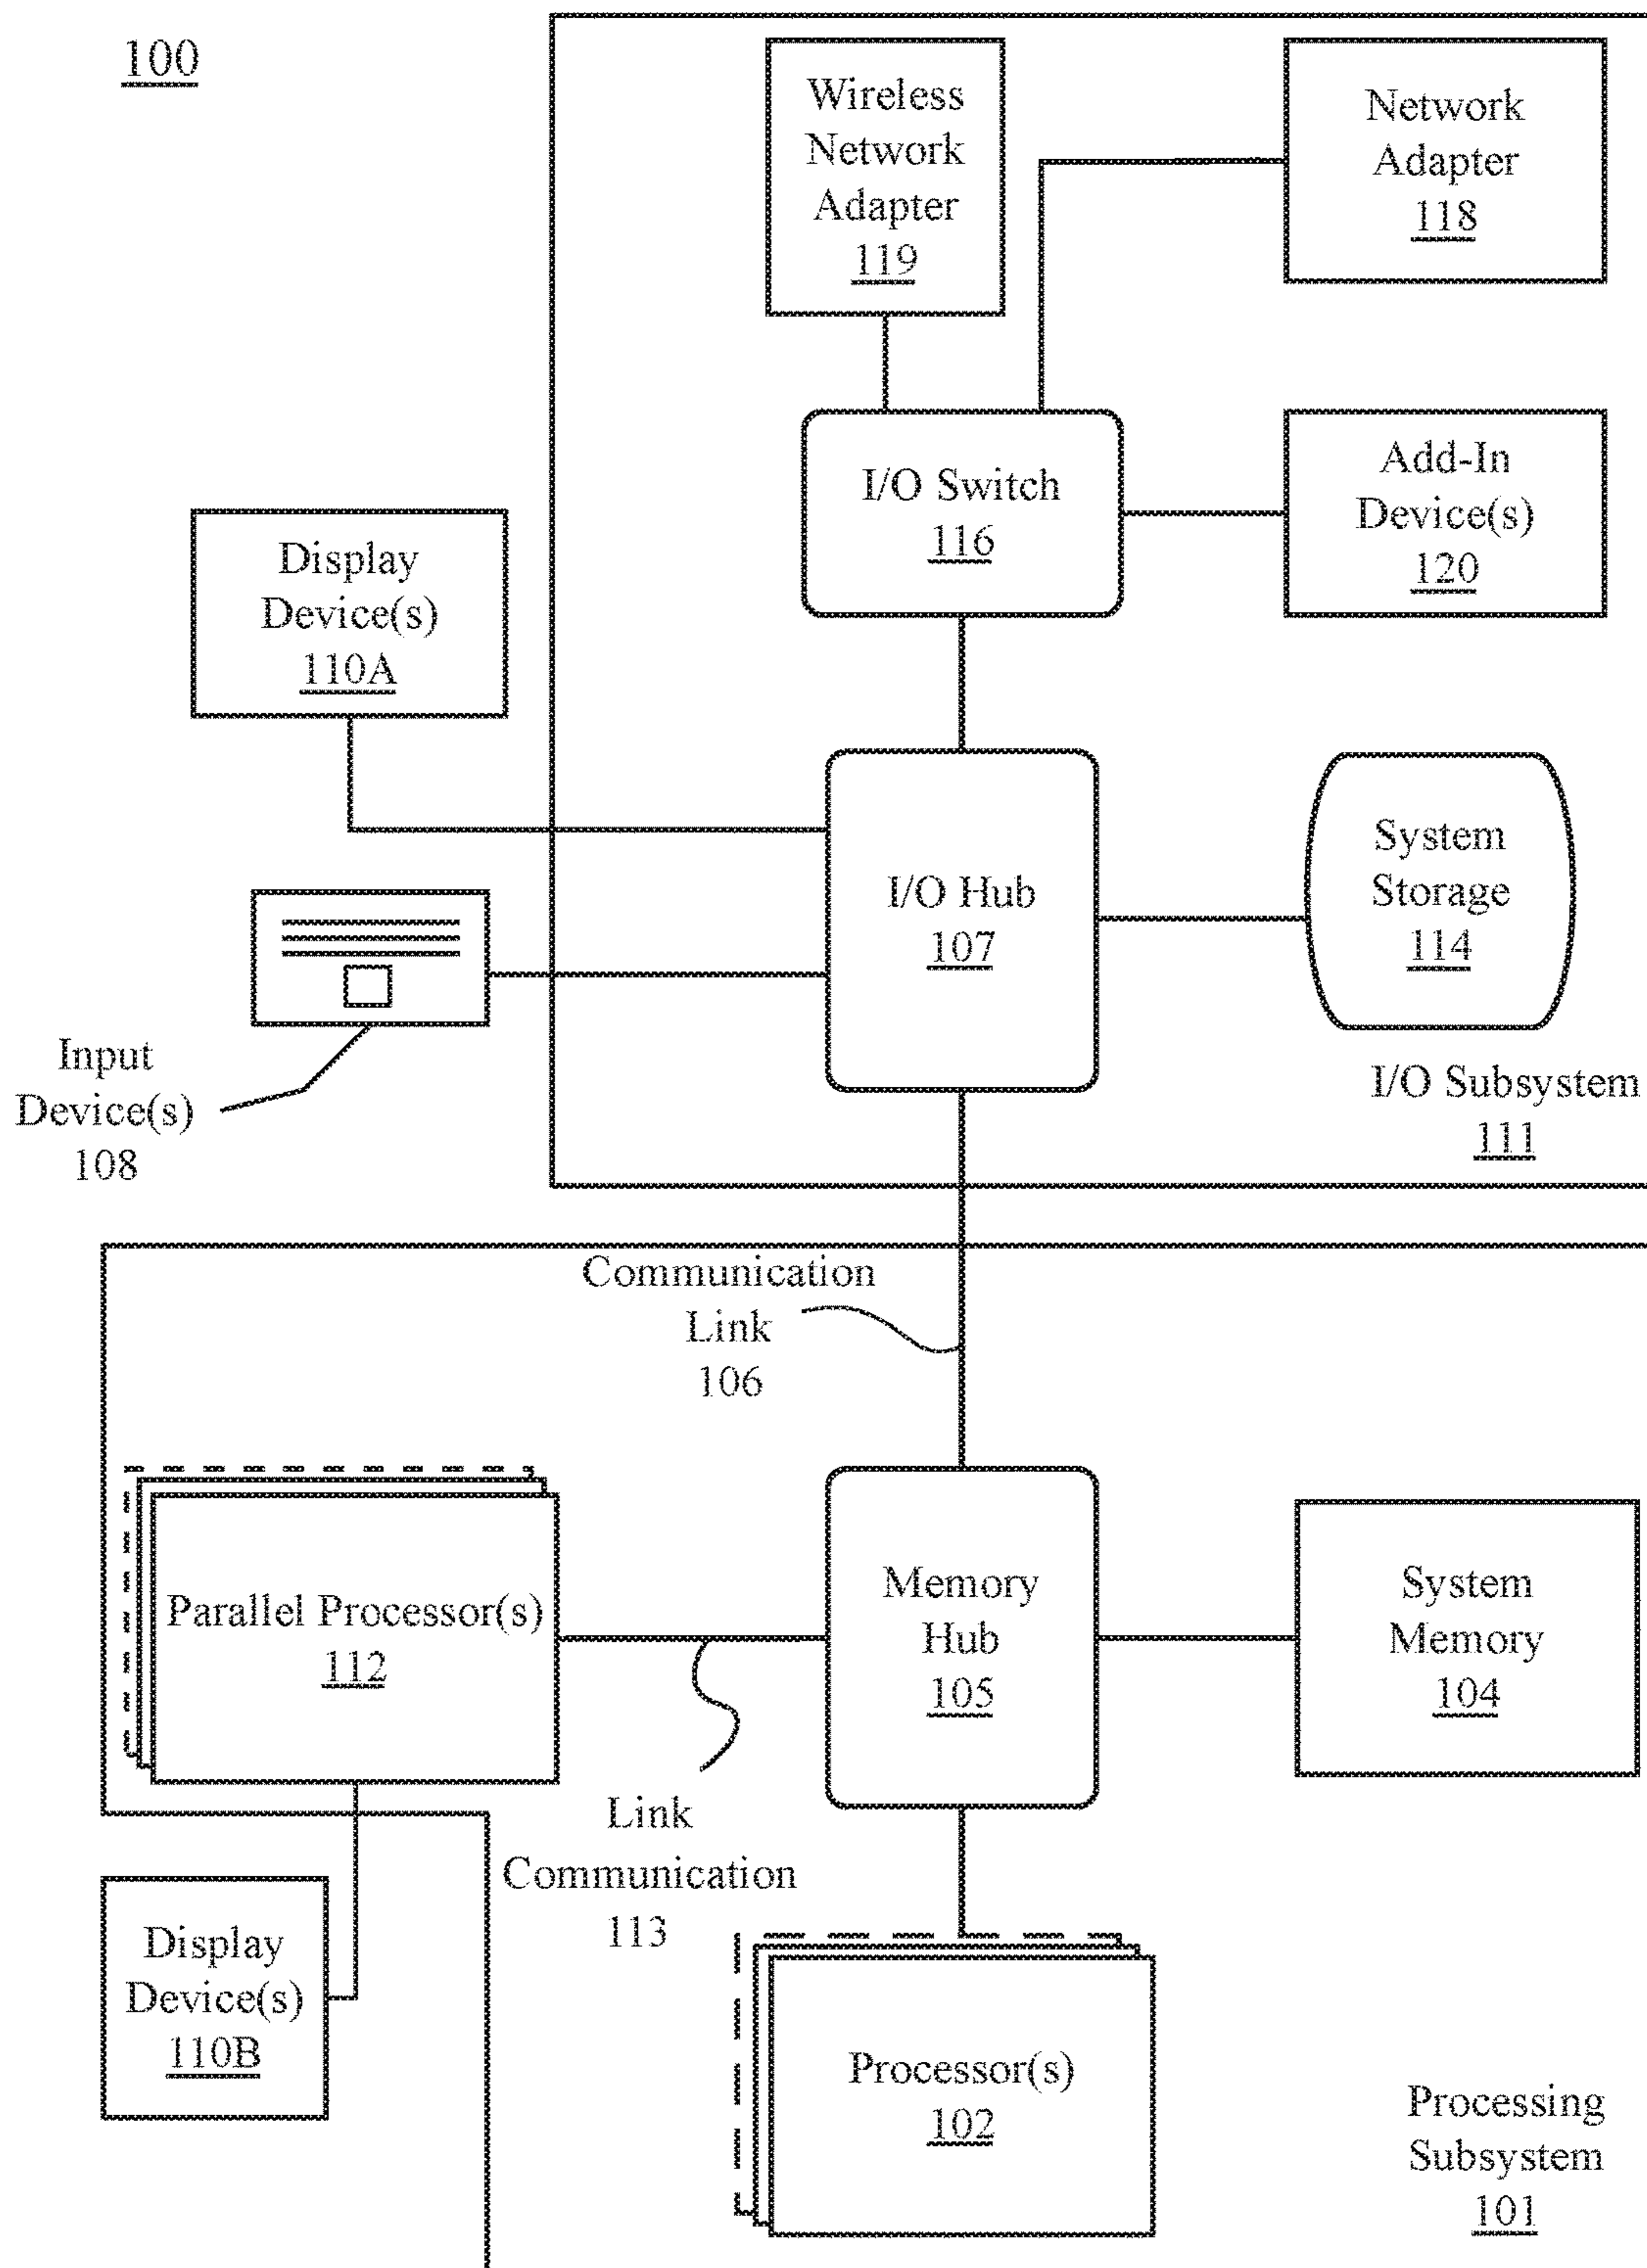 100
Wireless
Network
Adapter
119
Network
Adapter
118
I/O Switch
116
Add-In
Device(s)
120
Display
Device(s)
110A
I/O Hub
107
System
Storage
114
Input
Device(s)
108
I/O Subsystem
111
Communication
Link
106
Parallel Processor(s)
112
Memory
Hub
105
System
Memory
104
Link
Communication
113
Display
Device(s)
110B
Processor(s)
102
Processing
Subsystem
101